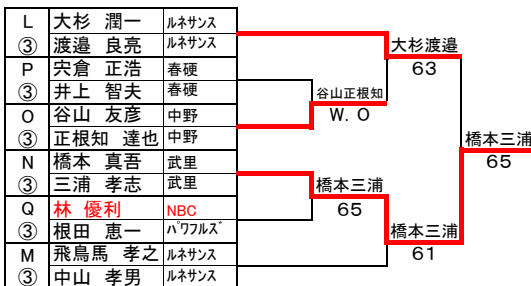 L 大杉 潤一 ルネサンス
③ 渡邉 良亮 ルネサンス
P 宍倉 正浩 春硬
③ 井上 智夫 春硬
O 谷山 友彦 中野
③ 正根知 達也 中野
N 橋本 真吾 武里
③ 三浦 孝志 武里
Q 林 優利 NBC
③ 根田 恵一 パワフルズ
M 飛鳥馬 孝之 ルネサンス
③ 中山 孝男 ルネサンス
谷山正根知
W.O
橋本三浦
65
大杉渡邉
63
橋本三浦
61
橋本三浦
65